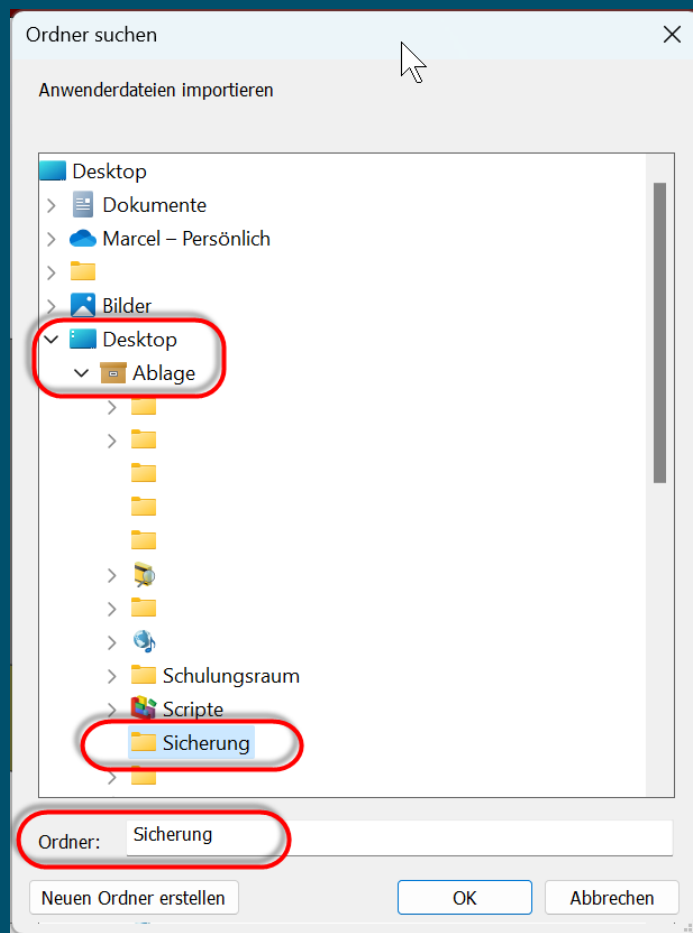 Ordner suchen
Anwenderdateien importieren
Desktop
Dokumente
Marcel – Persönlich
Bilder
Desktop
Ablage
Schulungsraum
Scripte
Sicherung
Ordner: Sicherung
Neuen Ordner erstellen OK Abbrechen